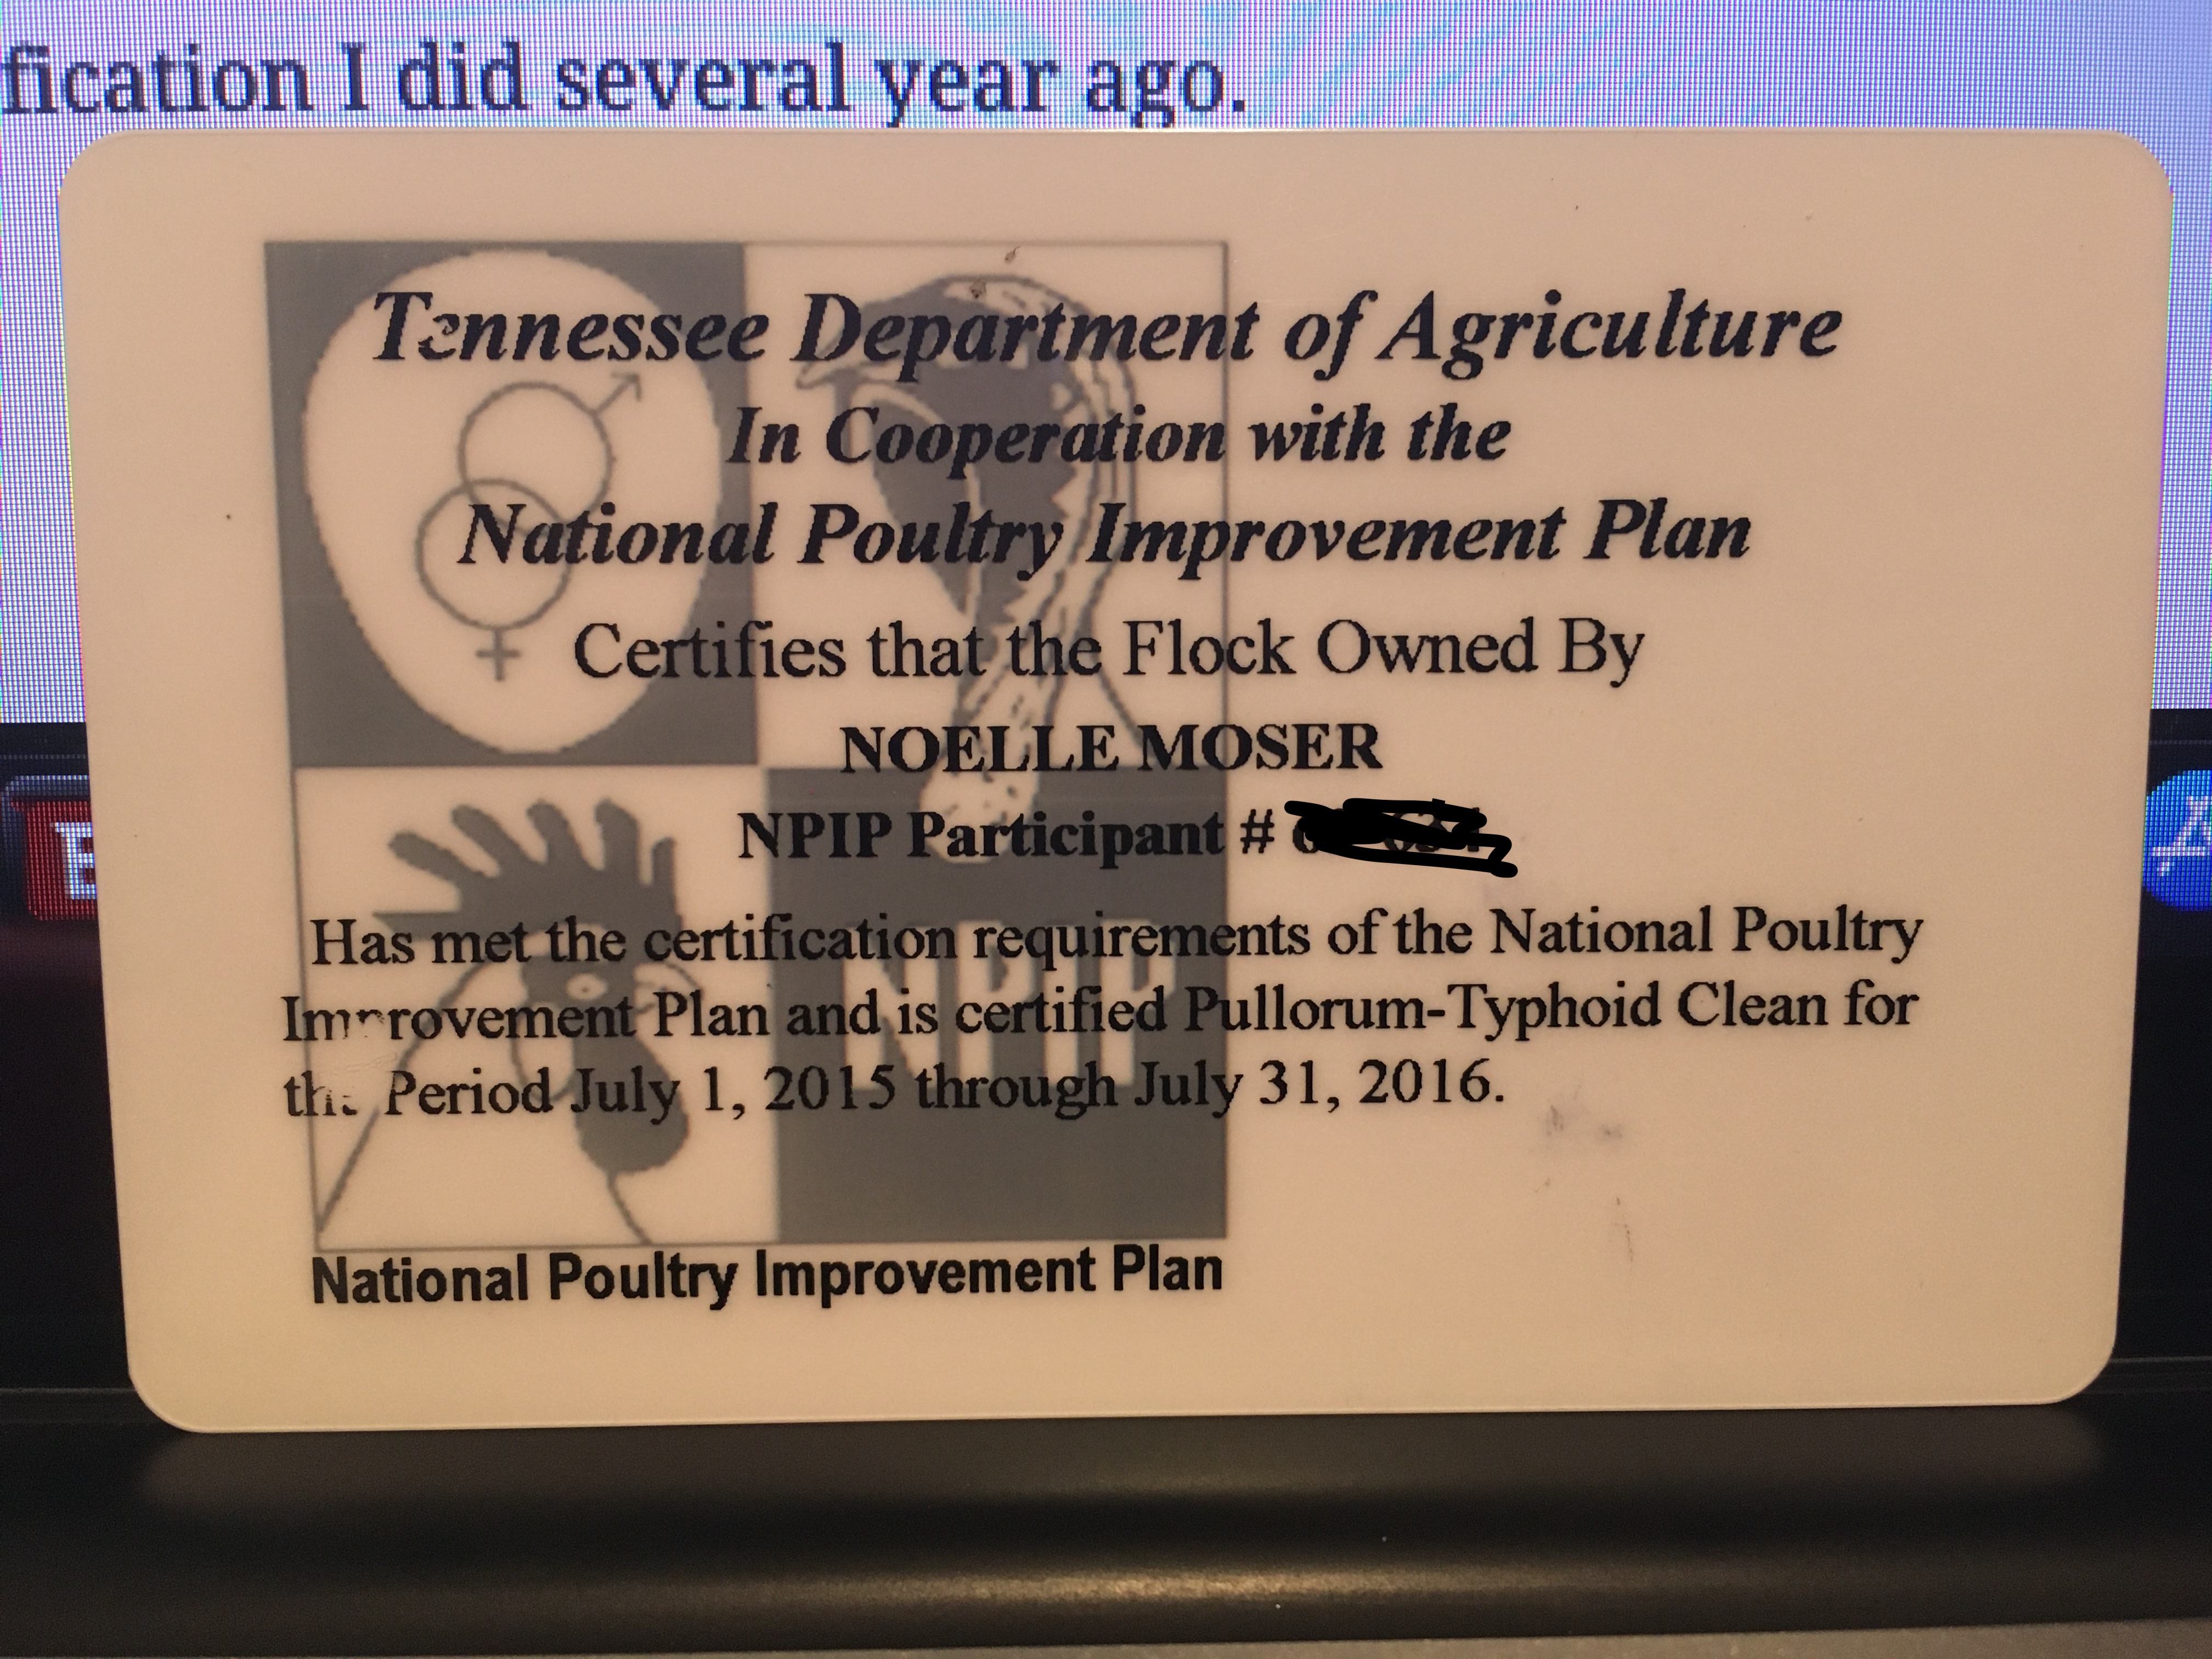 fication I did several year ago.
Tennessee Department of Agriculture
In Cooperation with the
National Poultry Improvement Plan
Certifies that the Flock Owned By
NOELLE MOSER
NPIP Participant #
Has met the certification requirements of the National Poultry
Improvement Plan and is certified Pullorum-Typhoid Clean for
the Period July 1, 2015 through July 31, 2016.
NPIP
National Poultry Improvement Plan